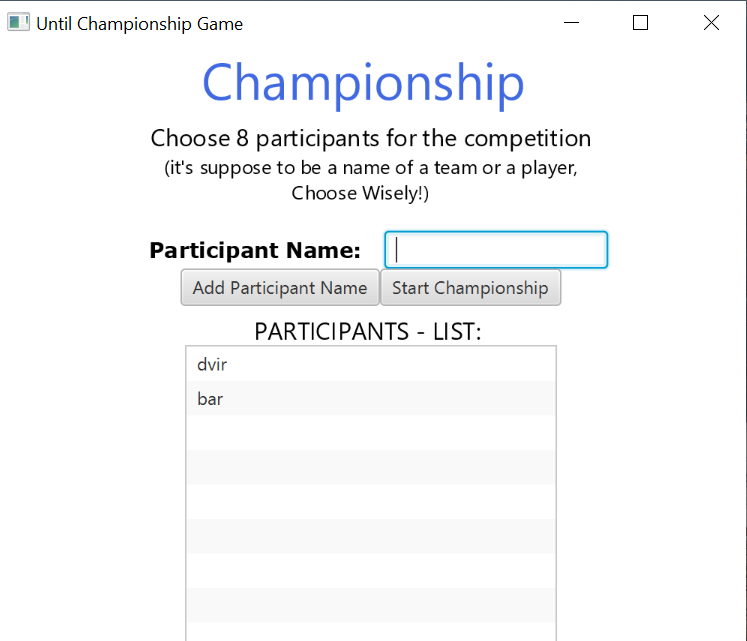 Until Championship Game
Championship
Choose 8 participants for the competition
(it's suppose to be a name of a team or a player,
Choose Wisely!)
Participant Name:
Add Participant Name Start Championship
PARTICIPANTS - LIST:
dvir
bar